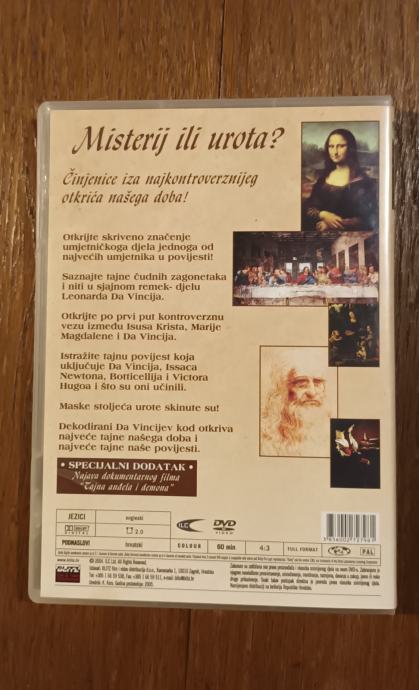 Misterij ili urota?
Činjenice iza najkontroverznijeg
otkrića našega doba!
Otkrijte skriveno značenje
umjetničkoga djela jednoga od
najvećih umjetnika u povijesti!
Saznajte tajne čudnih zagonetaka
i niti u sjajnom remek- djelu
Leonarda Da Vincija.
Otkrijte po prvi put kontroverznu
vezu između Isusa Krista, Marije
Magdalene i Da Vincija.
Istražite tajnu povijest koja
uključuje Da Vincija, Issaca
Newtona, Botticellija i Victora
Hugoa i što su oni učinili.
Maske stoljeća urote skinute su!
Dekodirani Da Vincijev kod otkriva
najveće tajne našega doba i
najveće tajne naše povijesti.
• SPECIJALNI DODATAK •
Najava dokumentarnog filma
"Tajna anđela i demona"
JEZICI engleski
2.0
ILC
DVD
VIDEO
PODNASLOVI hrvatski
COLOUR 60 min 4:3 FULL FORMAT
2
PAL